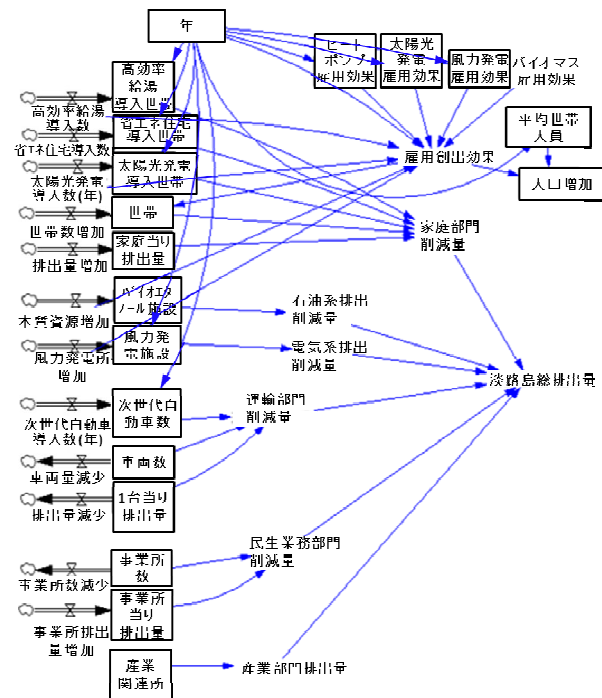 年
ヒート
ポンプ
雇用効果
太陽光
発電
雇用効果
風力発電
雇用効果
バイオマス
雇用効果
高効率
給湯
導入世帯
高効率給湯
導入数
省エネ住宅
導入世帯
省エネ住宅導入数
太陽光発電
導入世帯
太陽光発電
導入数(年)
雇用創出効果
平均世帯
人員
人口増加
世帯
世帯数増加
家庭当り
排出量
排出量増加
家庭部門
削減量
バイオエタ
ノール施設
木質資源増加
石油系排出
削減量
風力発
電施設
風力発電所
増加
電気系排出
削減量
淡路島総排出量
次世代自
動車数
次世代自動車
導入数(年)
運輸部門
削減量
車両数
車両量減少
1台当り
排出量
排出量減少
民生業務部門
削減量
事業所
数
事業所数減少
事業所
当り
排出量
事業所排出
量増加
産業
関連所
産業部門排出量